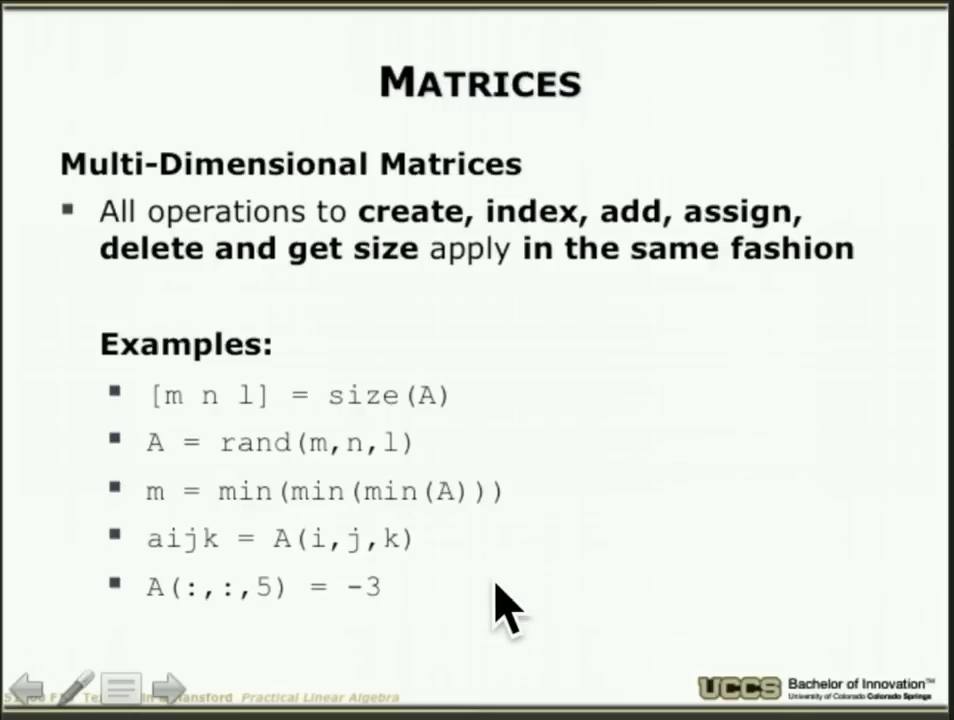 MATRICES
Multi-Dimensional Matrices
All operations to create, index, add, assign,
delete and get size apply in the same fashion
Examples:
[m n l] = size(A)
A = rand(m,n,l)
m = min(min(min(A)))
aijk = A(i,j,k)
A(:,:,5) = -3
Practical Linear Algebra
UCCS Bachelor of Innovation™
University of Colorado Colorado Springs